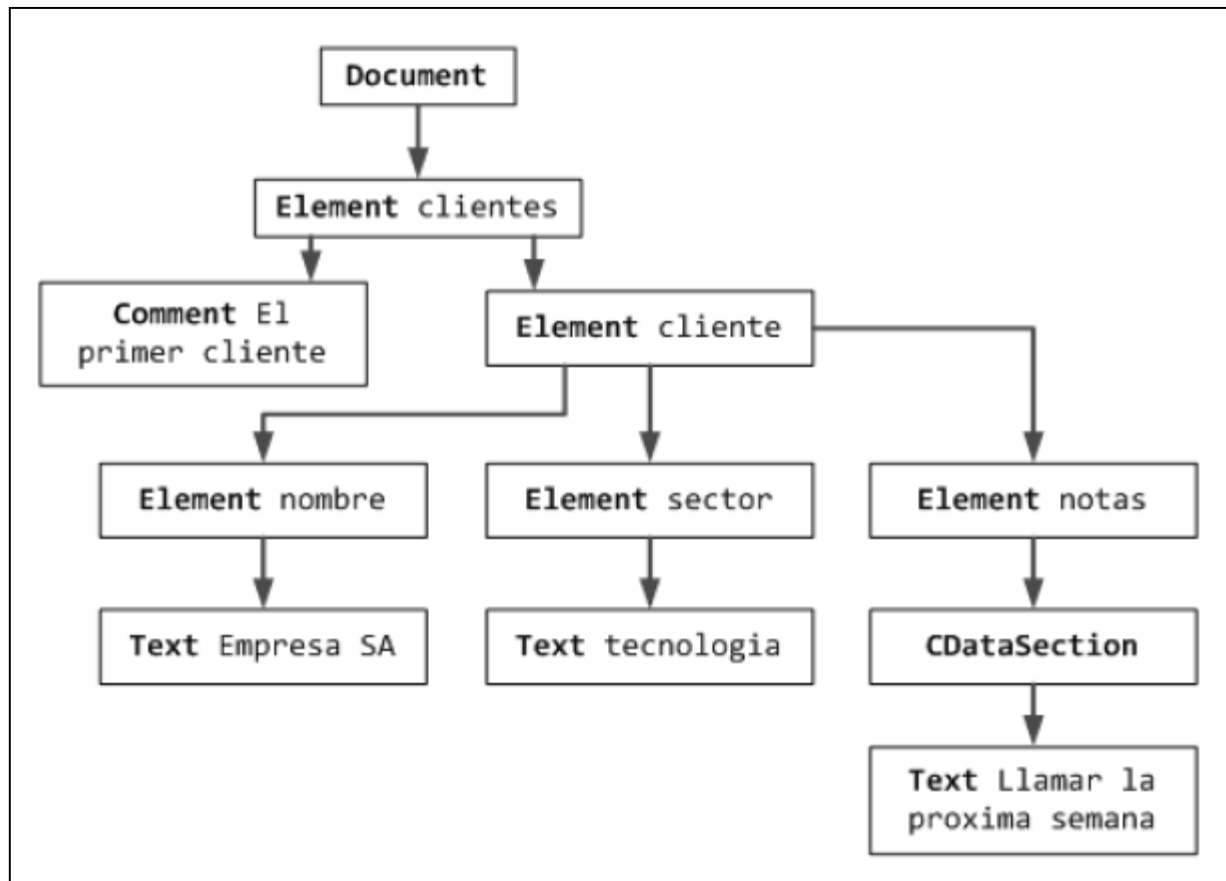 Document
Element clientes
Comment El
primer cliente
Element cliente
Element nombre
Element sector
Element notas
Text Empresa SA
Text tecnologia
CDataSection
Text Llamar la
proxima semana